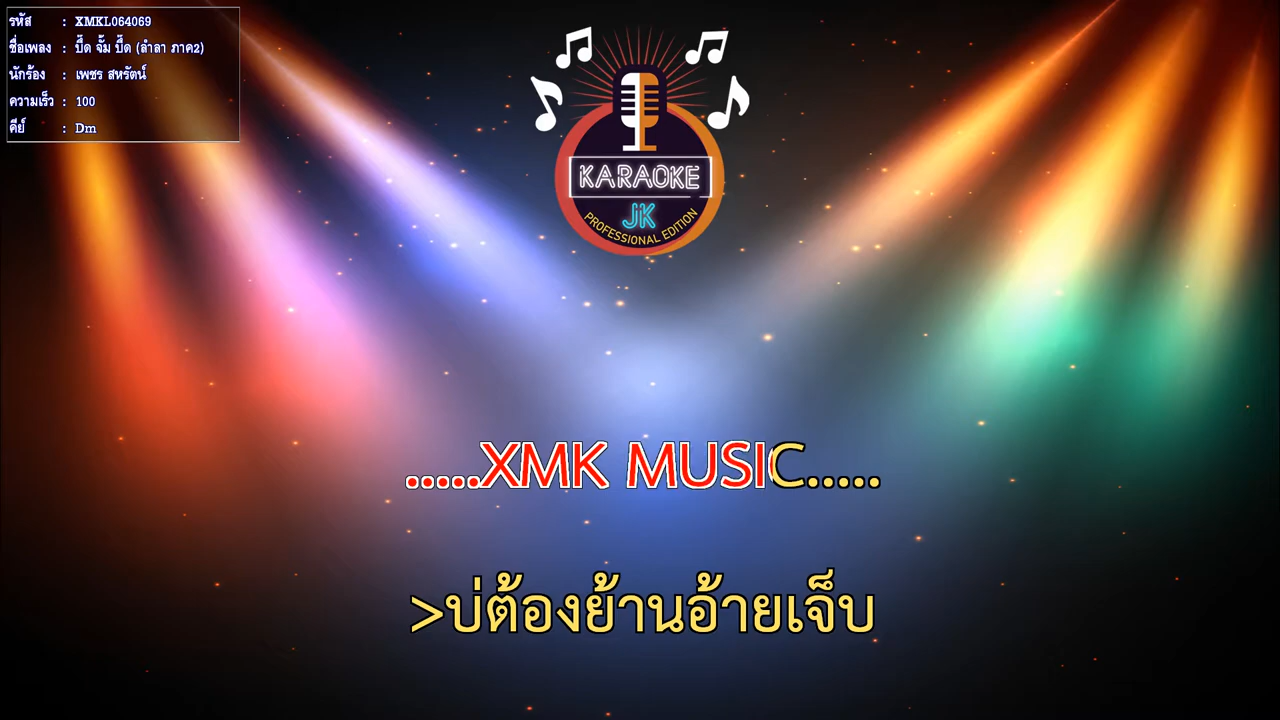 รหัส : XMKL064069
ชื่อเพลง : ปิ๊ด จั้ม ปิ๊ด (ลำลา ภาค2)
นักร้อง : เพชร สหรัตน์
ความเร็ว : 100
คีย์ : Dm
KARAOKE
JK
PROFESSIONAL EDITION
.....XMK MUSIC.....
>บ่ต้องย้านอ้ายเจ็บ